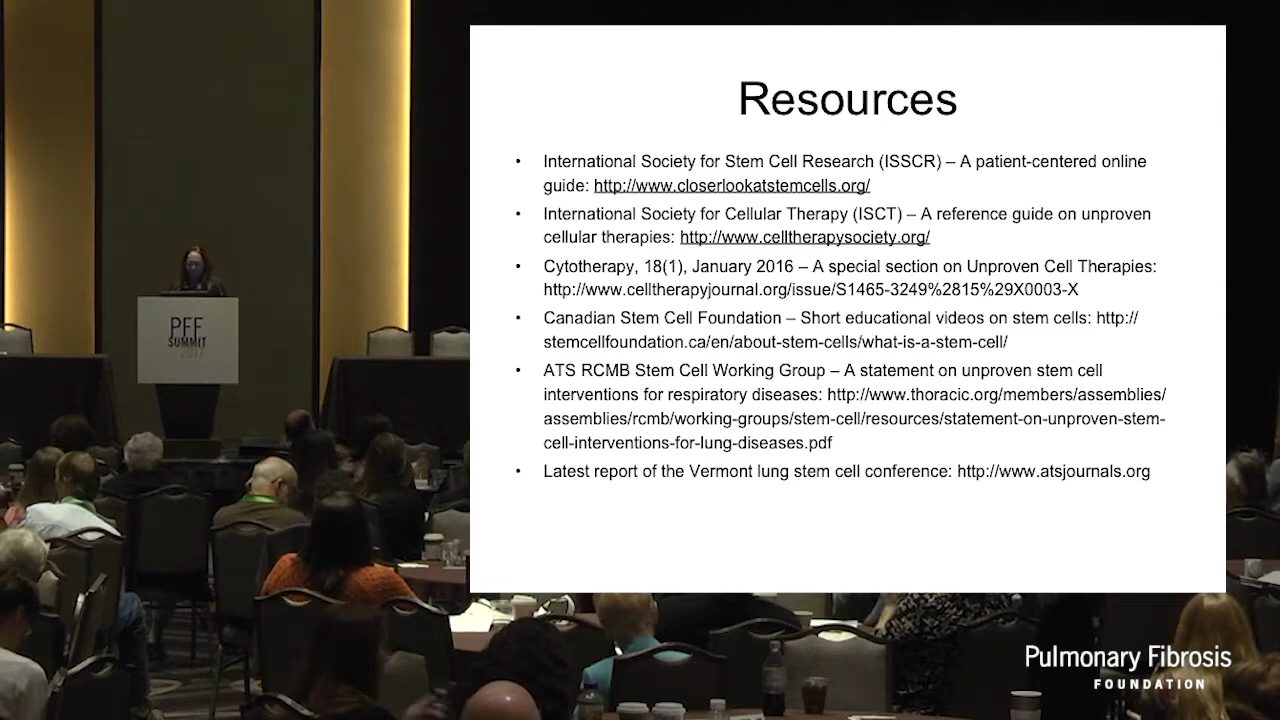 Resources
• International Society for Stem Cell Research (ISSCR) – A patient-centered online
guide: http://www.closerlookatstemcells.org/
• International Society for Cellular Therapy (ISCT) – A reference guide on unproven
cellular therapies: http://www.celltherapysociety.org/
• Cytotherapy, 18(1), January 2016 – A special section on Unproven Cell Therapies:
http://www.celltherapyjournal.org/issue/S1465-3249%2815%29X0003-X
• Canadian Stem Cell Foundation – Short educational videos on stem cells: http://
stemcellfoundation.ca/en/about-stem-cells/what-is-a-stem-cell/
• ATS RCMB Stem Cell Working Group – A statement on unproven stem cell
interventions for respiratory diseases: http://www.thoracic.org/members/assemblies/
assemblies/rcmb/working-groups/stem-cell/resources/statement-on-unproven-stem-
cell-interventions-for-lung-diseases.pdf
• Latest report of the Vermont lung stem cell conference: http://www.atsjournals.org
PFF
SUMMIT
2017
Pulmonary Fibrosis
FOUNDATION